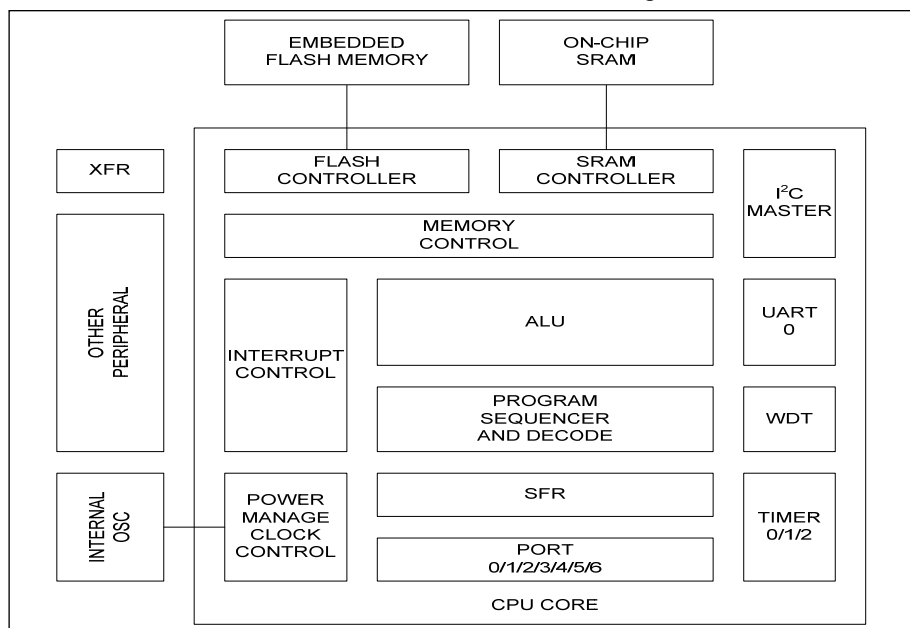 EMBEDDED
FLASH MEMORY
ON-CHIP
SRAM
XFR
FLASH
CONTROLLER
SRAM
CONTROLLER
I²C
MASTER
MEMORY
CONTROL
OTHER
PERIPHERAL
INTERRUPT
CONTROL
ALU
UART
0
PROGRAM
SEQUENCER
AND DECODE
WDT
INTERNAL
OSC
POWER
MANAGE
CLOCK
CONTROL
SFR
TIMER
0/1/2
PORT
0/1/2/3/4/5/6
CPU CORE